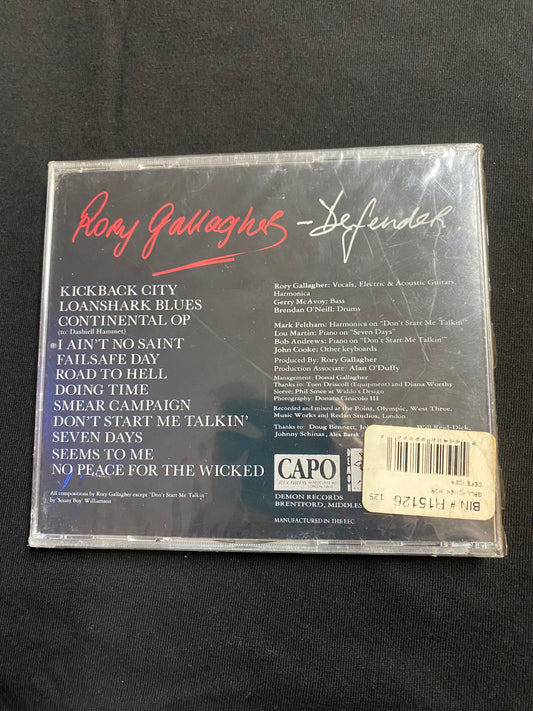 Rory Gallagher – Defender
KICKBACK CITY
LOANSHARK BLUES
CONTINENTAL OP
(to: Dashiell Hammet)
I AIN'T NO SAINT
FAILSAFE DAY
ROAD TO HELL
DOING TIME
SMEAR CAMPAIGN
DON'T START ME TALKIN'
SEVEN DAYS
SEEMS TO ME
NO PEACE FOR THE WICKED
All compositions by Rory Gallagher except "Don't Start Me Talkin'"
by 'Sonny Boy' Williamson
Rory Gallagher: Vocals, Electric & Acoustic Guitars,
Harmonica
Gerry McAvoy: Bass
Brendan O'Neill: Drums
Mark Feltham: Harmonica on "Don't Start Me Talkin'"
Lou Martin: Piano on "Seven Days"
Bob Andrews: Piano on "Don't Start Me Talkin'"
John Cooke: Other keyboards
Produced By: Rory Gallagher
Production Associate: Alan O'Duffy
Management: Donal Gallagher
Thanks to: Tom Driscoll (Equipment) and Diana Worthy
Sleeve: Phil Smee at Waldo's Design
Photography: Donato Cinicolo III
Recorded and mixed at the Point, Olympic, West Three,
Music Works and Redan Studios, London
Thanks to: Doug Bennett, Will Reid-Dick,
Johnny Schinas, Alex Barak
CAPO
RECORDS
DEMON RECORDS
BRENTFORD, MIDDLES
MANUFACTURED IN THE EEC.
BIN # R15126
125